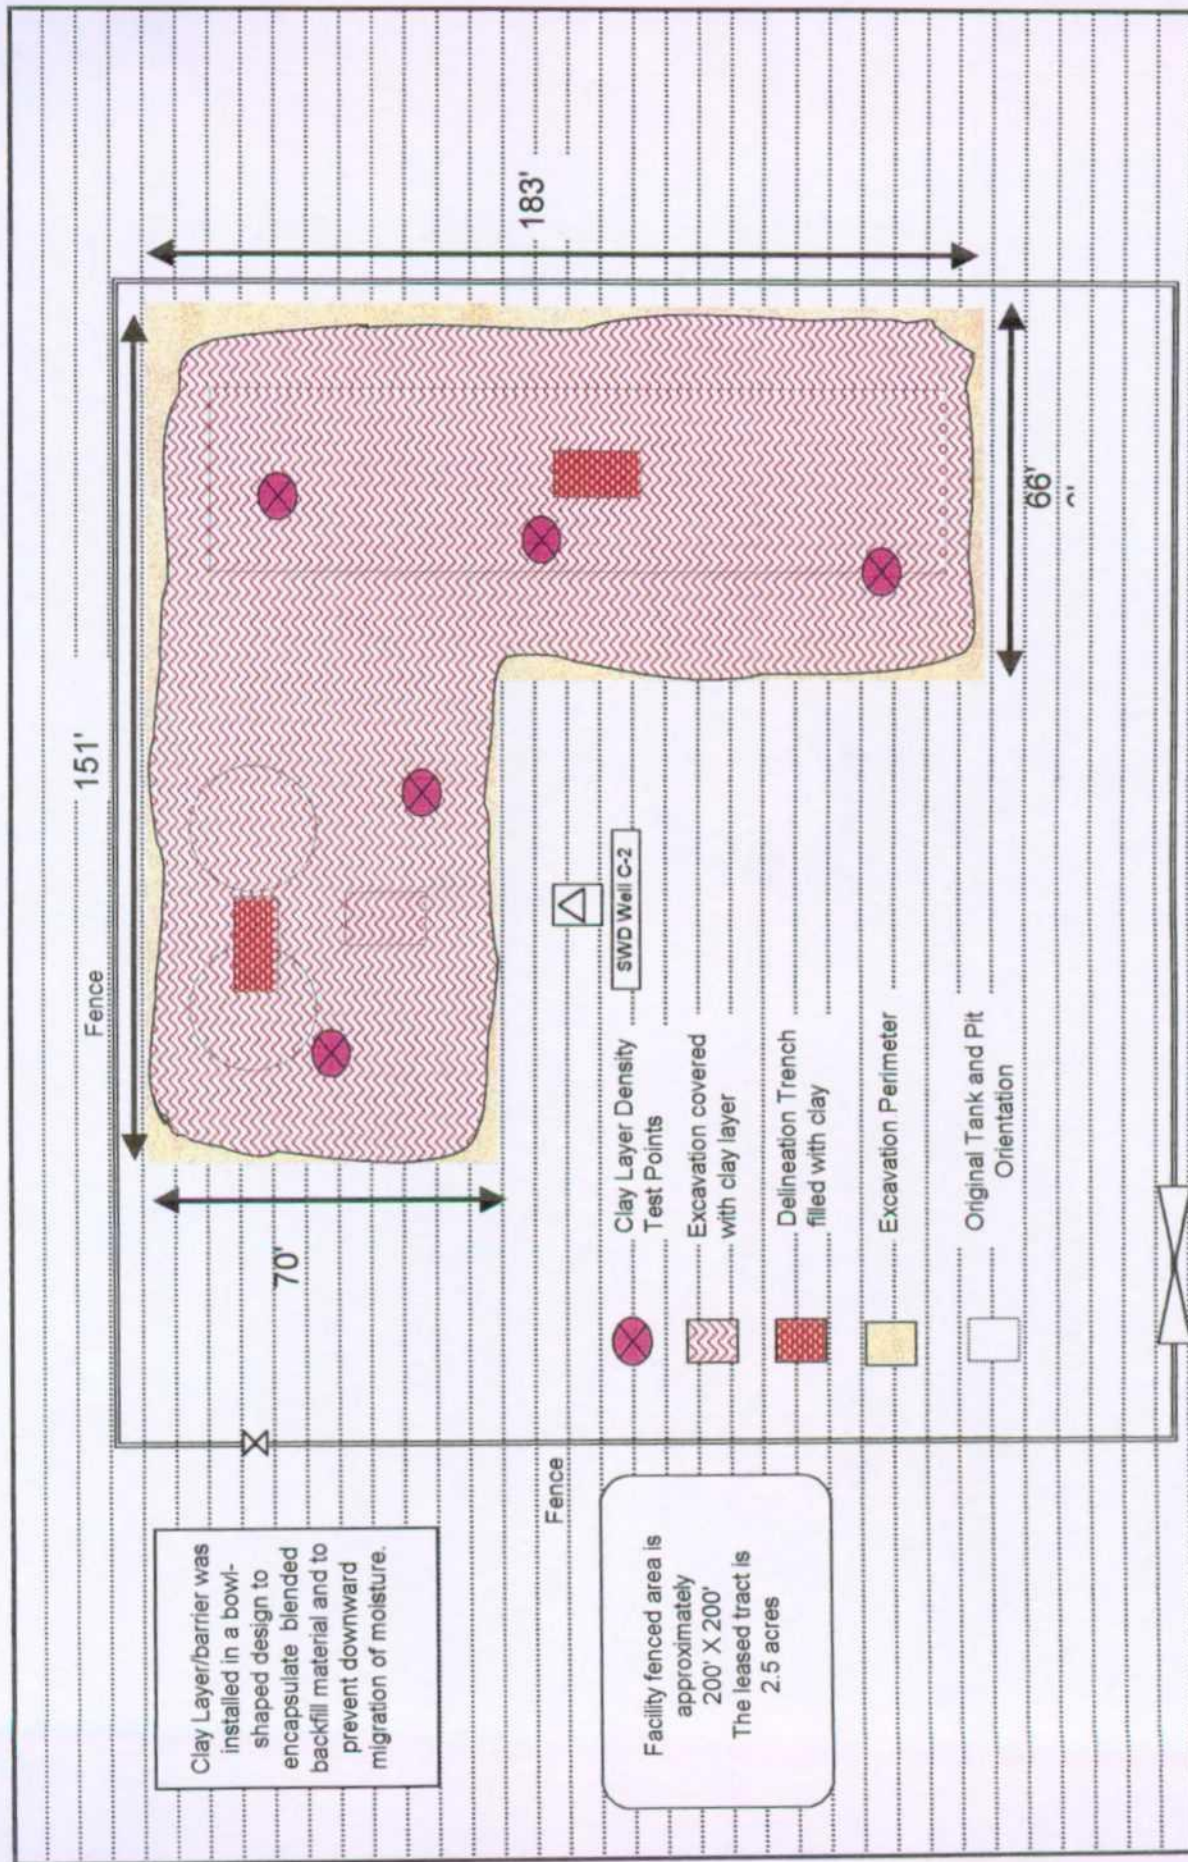 Clay Layer/barrier was
installed in a bowl-
shaped design to
encapsulate blended
backfill material and to
prevent downward
migration of moisture.
Fence
151'
70'
183'
66'
Fence
Facility fenced area is
approximately
200' X 200'
The leased tract is
2.5 acres
SWD Well C-2
Clay Layer Density
Test Points
Excavation covered
with clay layer
Delineation Trench
filled with clay
Excavation Perimeter
Original Tank and Pit
Orientation